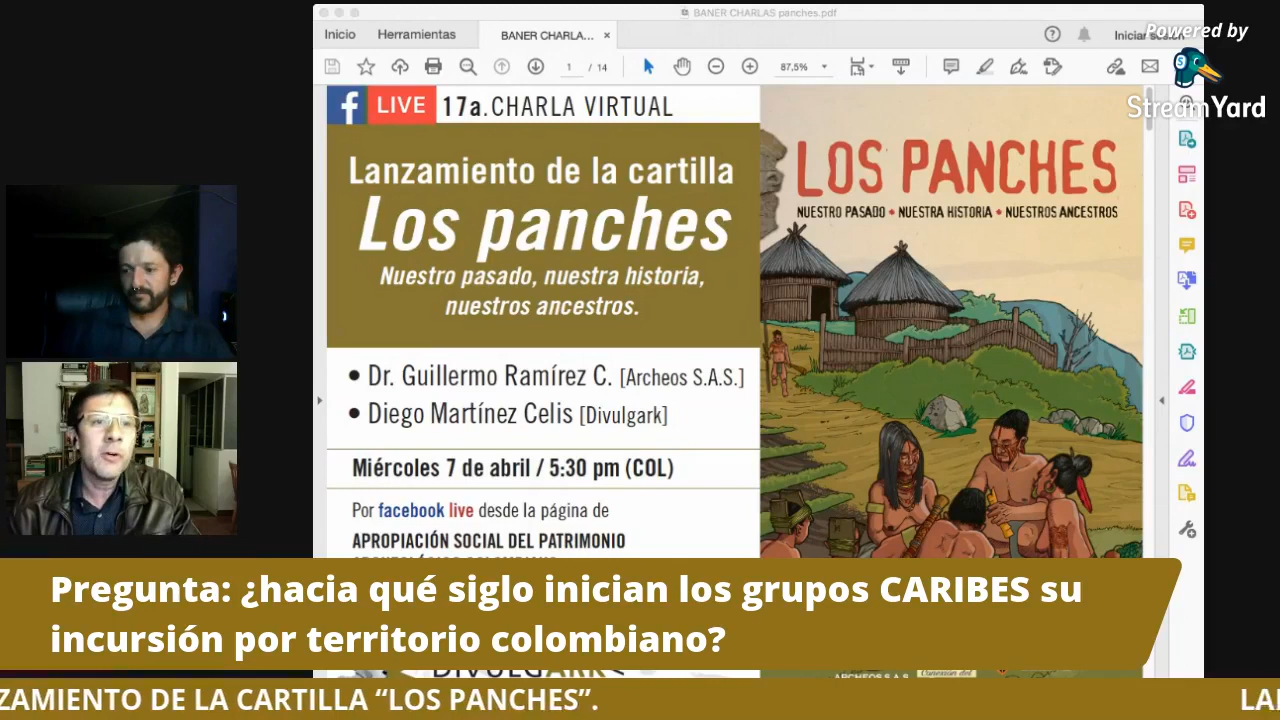 BANER CHARLAS panches.pdf
Inicio
Herramientas
BANER CHARLA... ×
1 / 14
87,5%
Powered by
StreamYard
f LIVE 17a.CHARLA VIRTUAL
Lanzamiento de la cartilla
Los panches
Nuestro pasado, nuestra historia,
nuestros ancestros.
• Dr. Guillermo Ramírez C. [Archeos S.A.S.]
• Diego Martínez Celis [Divulgark]
Miércoles 7 de abril / 5:30 pm (COL)
Por facebook live desde la página de
APROPIACIÓN SOCIAL DEL PATRIMONIO
LOS PANCHES
NUESTRO PASADO • NUESTRA HISTORIA • NUESTROS ANCESTROS
Pregunta: ¿hacia qué siglo inician los grupos CARIBES su
incursión por territorio colombiano?
DIVULGARK
ARCHEOS S.A.S.
ZAMIENTO DE LA CARTILLA “LOS PANCHES”.
LA